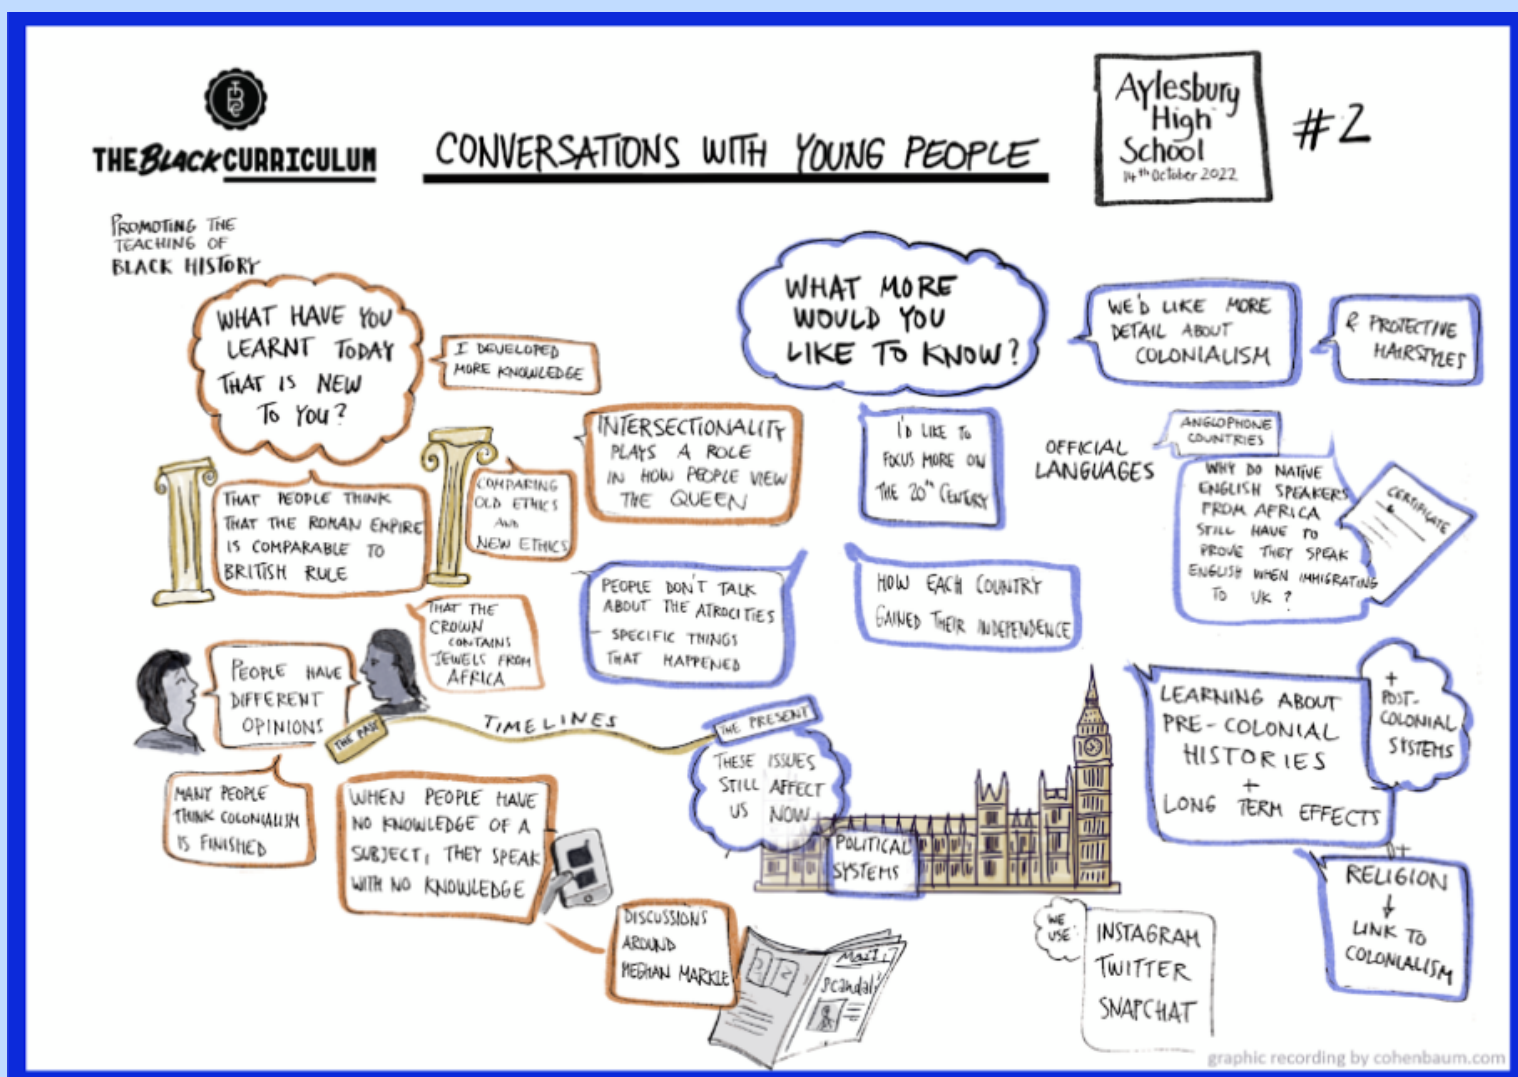 THE BLACK CURRICULUM
CONVERSATIONS WITH YOUNG PEOPLE
Aylesbury
High
School
14th October 2022
#2
PROMOTING THE
TEACHING OF
BLACK HISTORY
WHAT HAVE YOU
LEARNT TODAY
THAT IS NEW
TO YOU?
I DEVELOPED
MORE KNOWLEDGE
THAT PEOPLE THINK
THAT THE ROMAN EMPIRE
IS COMPARABLE TO
BRITISH RULE
COMPARING
OLD ETHICS
AND
NEW ETHICS
INTERSECTIONALITY
PLAYS A ROLE
IN HOW PEOPLE VIEW
THE QUEEN
THAT THE
CROWN
CONTAINS
JEWELS FROM
AFRICA
PEOPLE HAVE
DIFFERENT
OPINIONS
MANY PEOPLE
THINK COLONIALISM
IS FINISHED
WHEN PEOPLE HAVE
NO KNOWLEDGE OF A
SUBJECT, THEY SPEAK
WITH NO KNOWLEDGE
DISCUSSIONS
AROUND
MEGHAN MARKLE
Mail
Scandal!
THE PAST
TIMELINES
THE PRESENT
THESE ISSUES
STILL AFFECT
US NOW
POLITICAL
SYSTEMS
WHAT MORE
WOULD YOU
LIKE TO KNOW?
WE'D LIKE MORE
DETAIL ABOUT
COLONIALISM
& PROTECTIVE
HAIRSTYLES
I'D LIKE TO
FOCUS MORE ON
THE 20th CENTURY
OFFICIAL
LANGUAGES
ANGLOPHONE
COUNTRIES
WHY DO NATIVE
ENGLISH SPEAKERS
FROM AFRICA
STILL HAVE TO
PROVE THEY SPEAK
ENGLISH WHEN IMMIGRATING
TO UK?
CERTIFICATE
PEOPLE DON'T TALK
ABOUT THE ATROCITIES
- SPECIFIC THINGS
THAT HAPPENED
HOW EACH COUNTRY
GAINED THEIR INDEPENDENCE
LEARNING ABOUT
PRE-COLONIAL
HISTORIES
+
LONG TERM EFFECTS
+
POST-
COLONIAL
SYSTEMS
+
RELIGION
↓
LINK TO
COLONIALISM
WE
USE:
INSTAGRAM
TWITTER
SNAPCHAT
graphic recording by cohenbaum.com